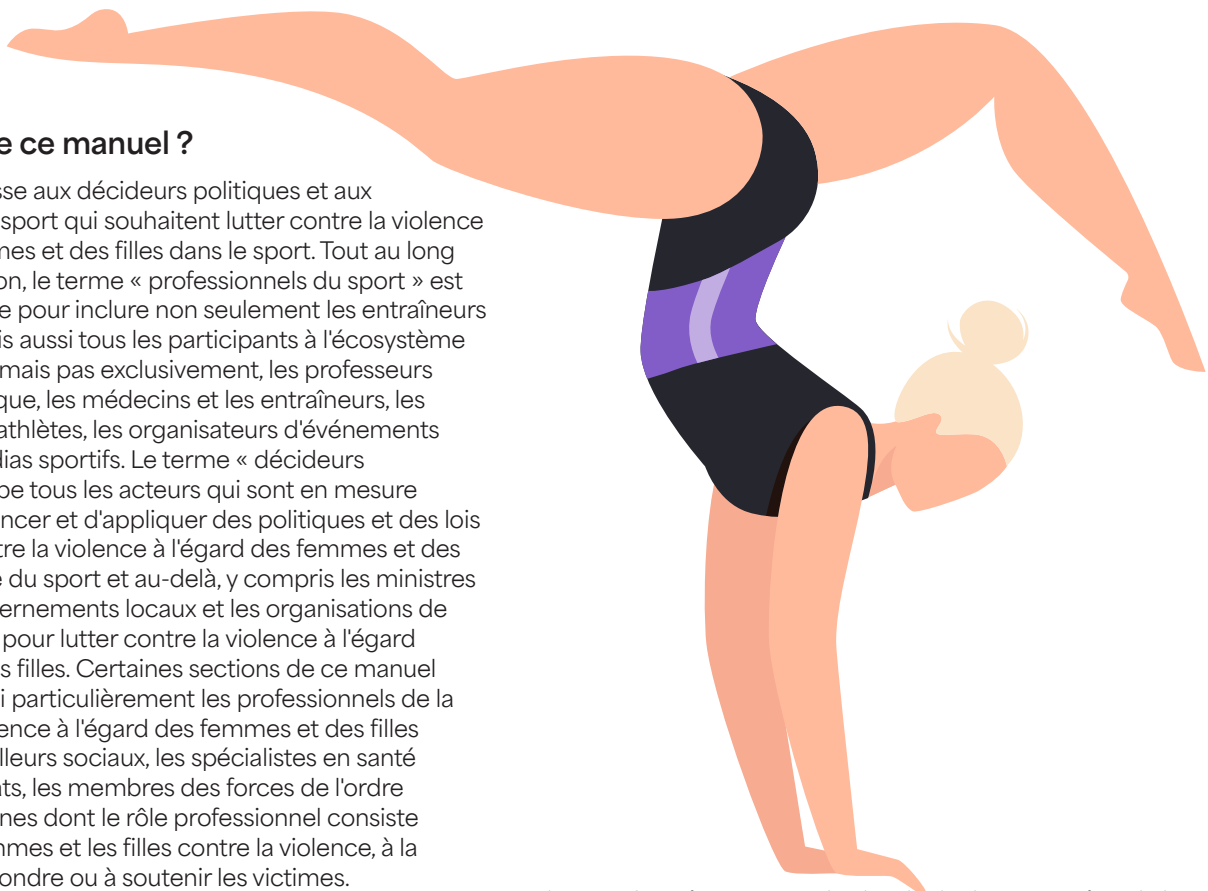 e ce manuel ?
sse aux décideurs politiques et aux
sport qui souhaitent lutter contre la violence
mes et des filles dans le sport. Tout au long
on, le terme « professionnels du sport » est
e pour inclure non seulement les entraîneurs
is aussi tous les participants à l'écosystème
mais pas exclusivement, les professeurs
que, les médecins et les entraîneurs, les
athlètes, les organisateurs d'événements
dias sportifs. Le terme « décideurs
pe tous les acteurs qui sont en mesure
ncer et d'appliquer des politiques et des lois
tre la violence à l'égard des femmes et des
e du sport et au-delà, y compris les ministres
ernements locaux et les organisations de
pour lutter contre la violence à l'égard
s filles. Certaines sections de ce manuel
i particulièrement les professionnels de la
ence à l'égard des femmes et des filles
illeurs sociaux, les spécialistes en santé
ats, les membres des forces de l'ordre
nes dont le rôle professionnel consiste
mmes et les filles contre la violence, à la
ondre ou à soutenir les victimes.